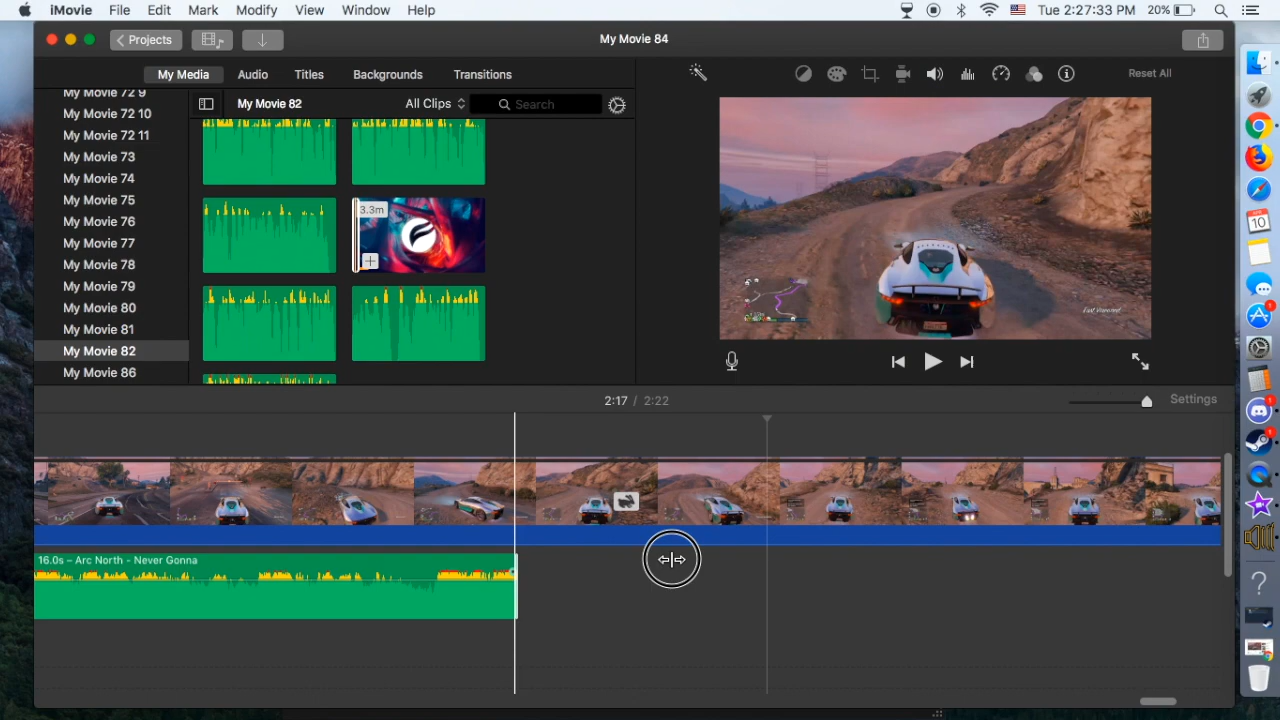 iMovie File Edit Mark Modify View Window Help Tue 2:27:33 PM 20%
Projects My Movie 84
My Media Audio Titles Backgrounds Transitions Reset All
My Movie 72 9
My Movie 82 All Clips Search
My Movie 72 10
My Movie 72 11
My Movie 73
My Movie 74
My Movie 75
3.3m
My Movie 76
My Movie 77
My Movie 78
My Movie 79
My Movie 80
My Movie 81
My Movie 82
My Movie 86
2:17 / 2:22 Settings
16.0s – Arc North - Never Gonna
10